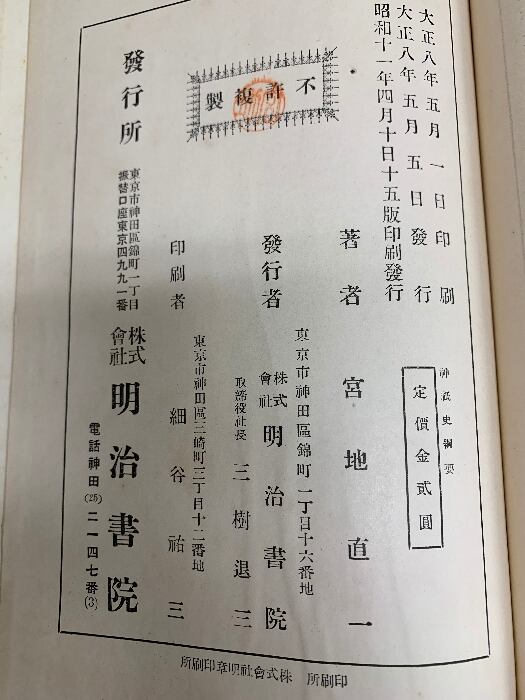 大正八年五月一日印刷
大正八年五月五日發行
昭和十一年四月十日十五版印刷發行
神祇史綱要
定價金貳圓
不許複製
著者 宮地直一
東京市神田區錦町一丁目十六番地
發行者 株式會社 明治書院
取締役社長 三樹退三
東京市神田區三崎町三丁目十二番地
印刷者 細谷祐三
發行所
東京市神田區錦町一丁目
振替口座東京四九九一番
株式會社 明治書院
電話神田(25)二一四七番(3)
印刷所 株式會社明章印刷所